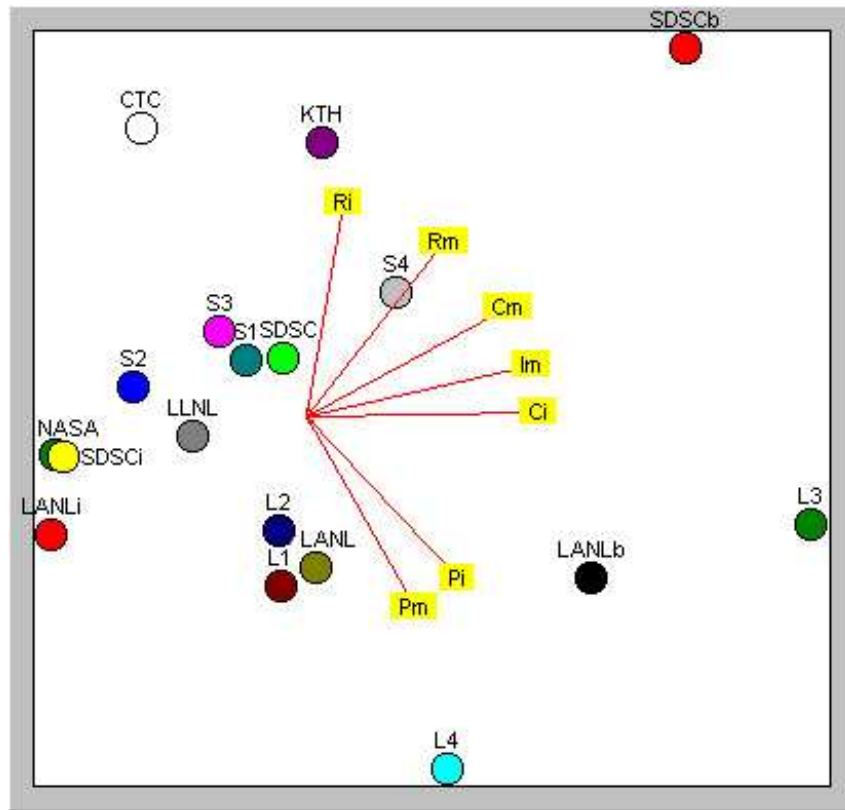 SDSCb
CTC
KTH
Ri
Rm
S4
Cm
S3
S1
SDSC
Im
S2
Ci
LLNL
NASA
SDSCi
LANLi
L2
L3
LANL
LANLb
L1
Pi
Pm
L4